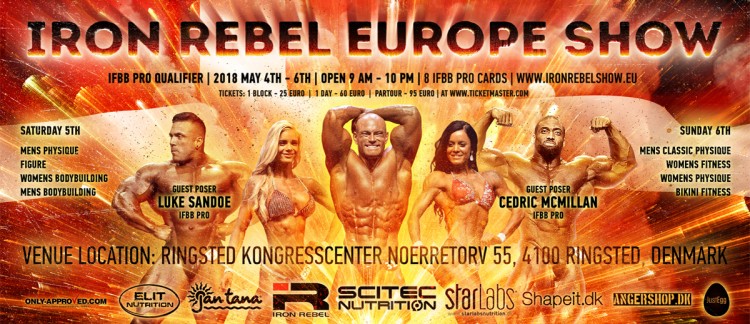 IRON REBEL EUROPE SHOW
IFBB PRO QUALIFIER | 2018 MAY 4TH - 6TH | OPEN 9 AM - 10 PM | 8 IFBB PRO CARDS | WWW.IRONREBELSHOW.EU
TICKETS: 1 BLOCK - 25 EURO | 1 DAY - 60 EURO | PARTOUR - 95 EURO | AT WWW.TICKETMASTER.COM
SATURDAY 5TH
MENS PHYSIQUE
FIGURE
WOMENS BODYBUILDING
MENS BODYBUILDING
GUEST POSER
LUKE SANDOE
IFBB PRO
GUEST POSER
CEDRIC MCMILLAN
IFBB PRO
SUNDAY 6TH
MENS CLASSIC PHYSIQUE
WOMENS FITNESS
WOMENS PHYSIQUE
BIKINI FITNESS
VENUE LOCATION: RINGSTED KONGRESSCENTER NOERRETORV 55, 4100 RINGSTED, DENMARK
ONLY-APPROVED.COM
ELIT
NUTRITION
Jan tana
IR
IRON REBEL
SCITEC
NUTRITION
starLabs
starlabsnutrition
Shapeit.dk
ANGERSHOP.DK
JustEgg